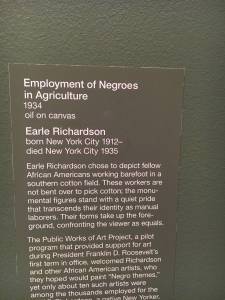 Employment of Negroes
in Agriculture
1934
oil on canvas
Earle Richardson
born New York City 1912–
died New York City 1935
Earle Richardson chose to depict fellow
African Americans working barefoot in a
southern cotton field. These workers are
not bent over to pick cotton; the monu-
mental figures stand with a quiet pride
that transcends their identity as manual
laborers. Their forms take up the fore-
ground, confronting the viewer as equals.
The Public Works of Art Project, a pilot
program that provided support for art
during President Franklin D. Roosevelt's
first term in office, welcomed Richardson
and other African American artists, who
they hoped would paint "Negro themes,"
yet only about ten such artists were
among the thousands employed for the
a native New Yorker,